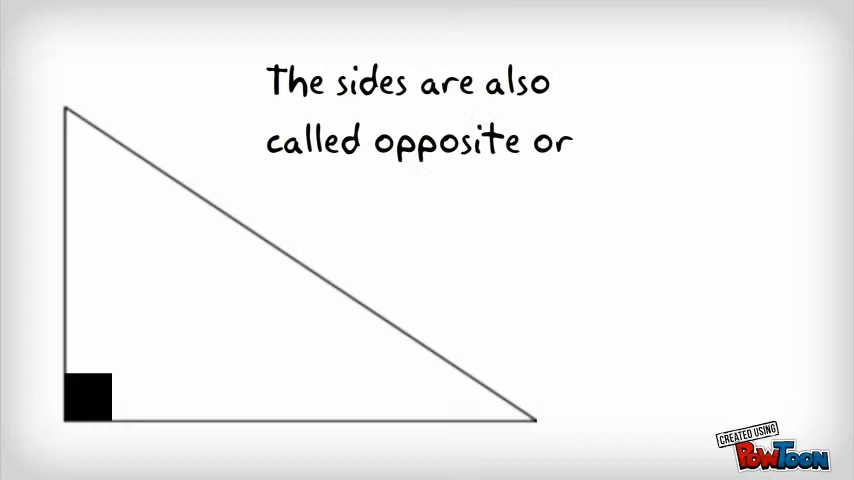 The sides are also
called opposite or
CREATED USING
POWTOON